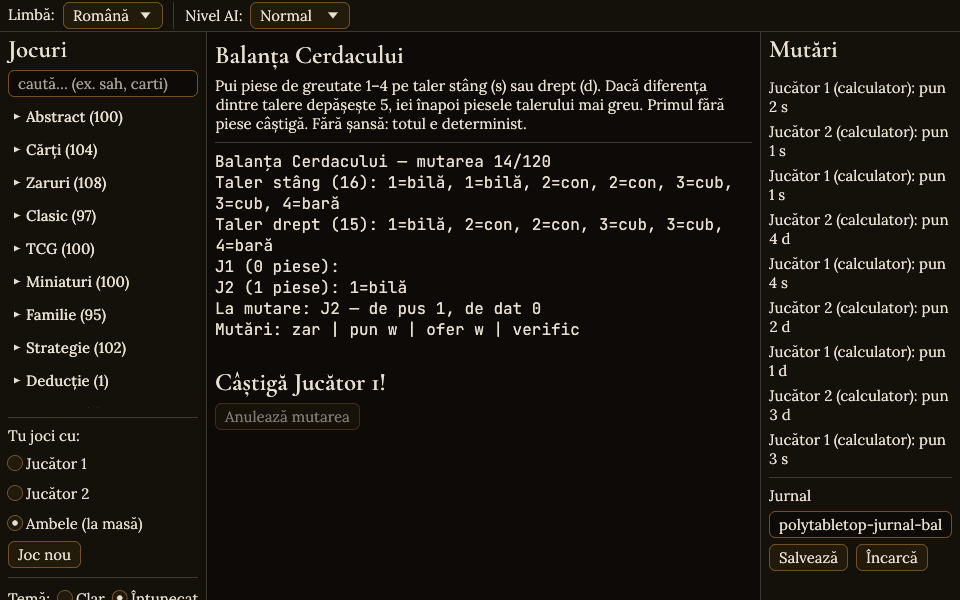 Limbă: Română ▼ Nivel AI: Normal ▼
Jocuri
caută... (ex. sah, carti)
▸ Abstract (100)
▸ Cărți (104)
▸ Zaruri (108)
▸ Clasic (97)
▸ TCG (100)
▸ Miniaturi (100)
▸ Familie (95)
▸ Strategie (102)
▸ Deducție (1)
Tu joci cu:
Jucător 1
Jucător 2
Ambele (la masă)
Joc nou
Temă: Clar Întunecat
Balanța Cerdacului
Pui piese de greutate 1–4 pe taler stâng (s) sau drept (d). Dacă diferența
dintre talere depășește 5, iei înapoi piesele talerului mai greu. Primul fără
piese câștigă. Fără șansă: totul e determinist.
Balanța Cerdacului — mutarea 14/120
Taler stâng (16): 1=bilă, 1=bilă, 2=con, 2=con, 3=cub,
3=cub, 4=bară
Taler drept (15): 1=bilă, 2=con, 2=con, 3=cub, 3=cub,
4=bară
J1 (0 piese):
J2 (1 piese): 1=bilă
La mutare: J2 — de pus 1, de dat 0
Mutări: zar | pun w | ofer w | verific
Câștigă Jucător 1!
Anulează mutarea
Mutări
Jucător 1 (calculator): pun
2 s
Jucător 2 (calculator): pun
1 s
Jucător 1 (calculator): pun
1 s
Jucător 2 (calculator): pun
4 d
Jucător 1 (calculator): pun
4 s
Jucător 2 (calculator): pun
2 d
Jucător 1 (calculator): pun
1 d
Jucător 2 (calculator): pun
3 d
Jucător 1 (calculator): pun
3 s
Jurnal
polytabletop-jurnal-bal
Salvează Încarcă